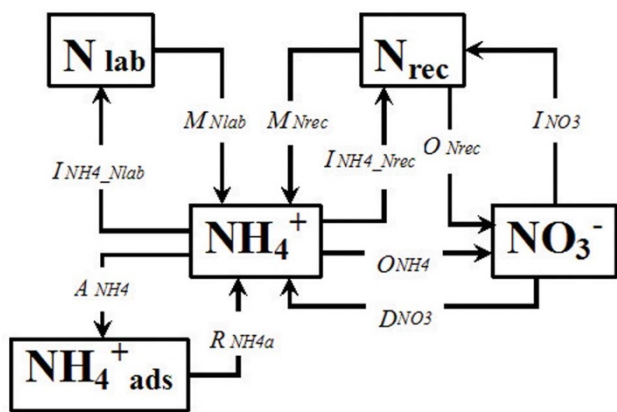 N lab
N rec
M Nlab
M Nrec
I NH4_Nlab
I NH4_Nrec
O Nrec
I NO3
NH₄⁺
NO₃⁻
O NH4
A NH4
D NO3
R NH4a
NH₄⁺ ads